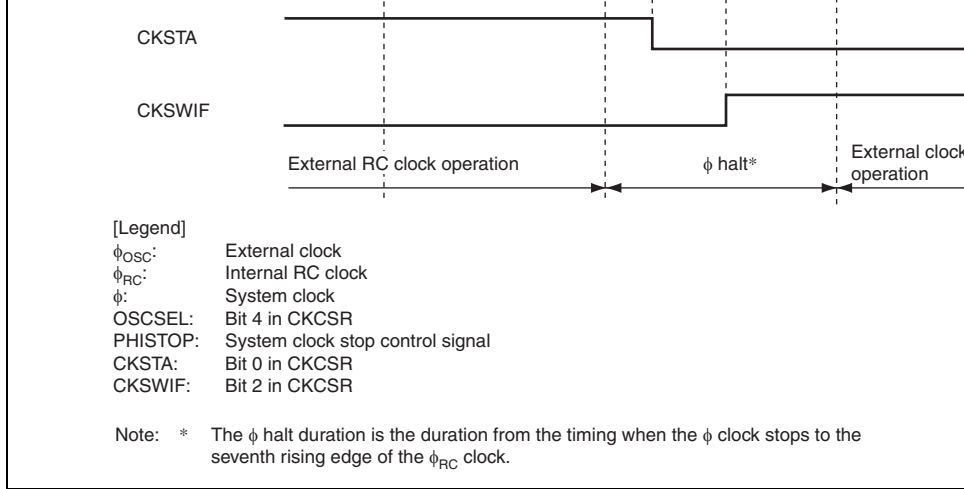 CKSTA
CKSWIF
External RC clock operation
ϕ halt*
External clock
operation
[Legend]
ϕOSC: External clock
ϕRC: Internal RC clock
ϕ: System clock
OSCSEL: Bit 4 in CKCSR
PHISTOP: System clock stop control signal
CKSTA: Bit 0 in CKCSR
CKSWIF: Bit 2 in CKCSR
Note: * The ϕ halt duration is the duration from the timing when the ϕ clock stops to the
seventh rising edge of the ϕRC clock.